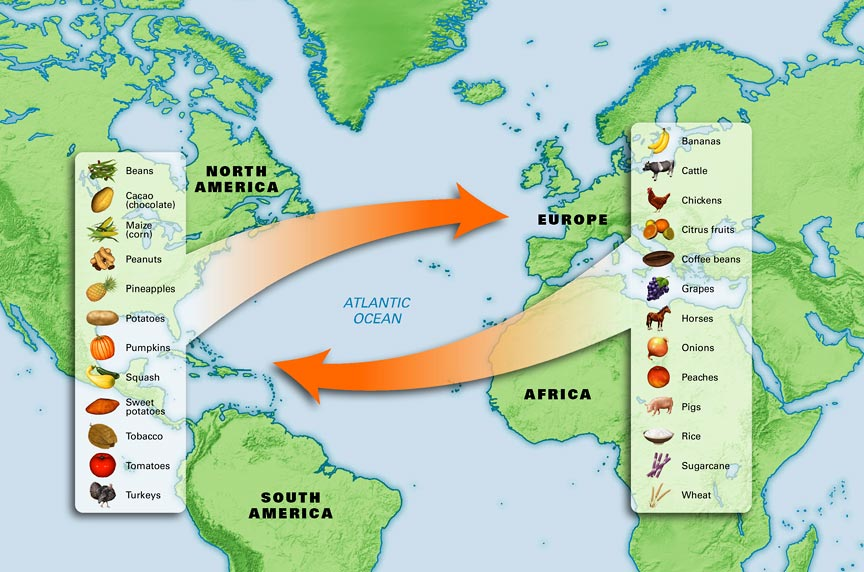 NORTH
AMERICA
Beans
Cacao
(chocolate)
Maize
(corn)
Peanuts
Pineapples
Potatoes
Pumpkins
Squash
Sweet
potatoes
Tobacco
Tomatoes
Turkeys
ATLANTIC
OCEAN
SOUTH
AMERICA
EUROPE
AFRICA
Bananas
Cattle
Chickens
Citrus fruits
Coffee beans
Grapes
Horses
Onions
Peaches
Pigs
Rice
Sugarcane
Wheat